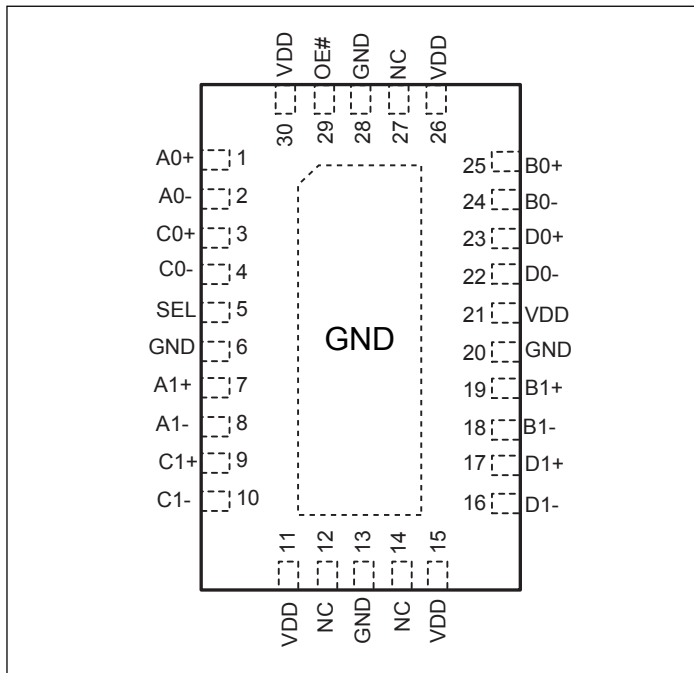 VDD OE# GND NC VDD
30 29 28 27 26
A0+ 1
A0- 2
C0+ 3
C0- 4
SEL 5
GND 6
A1+ 7
A1- 8
C1+ 9
C1- 10
GND
25 B0+
24 B0-
23 D0+
22 D0-
21 VDD
20 GND
19 B1+
18 B1-
17 D1+
16 D1-
11 12 13 14 15
VDD NC GND NC VDD